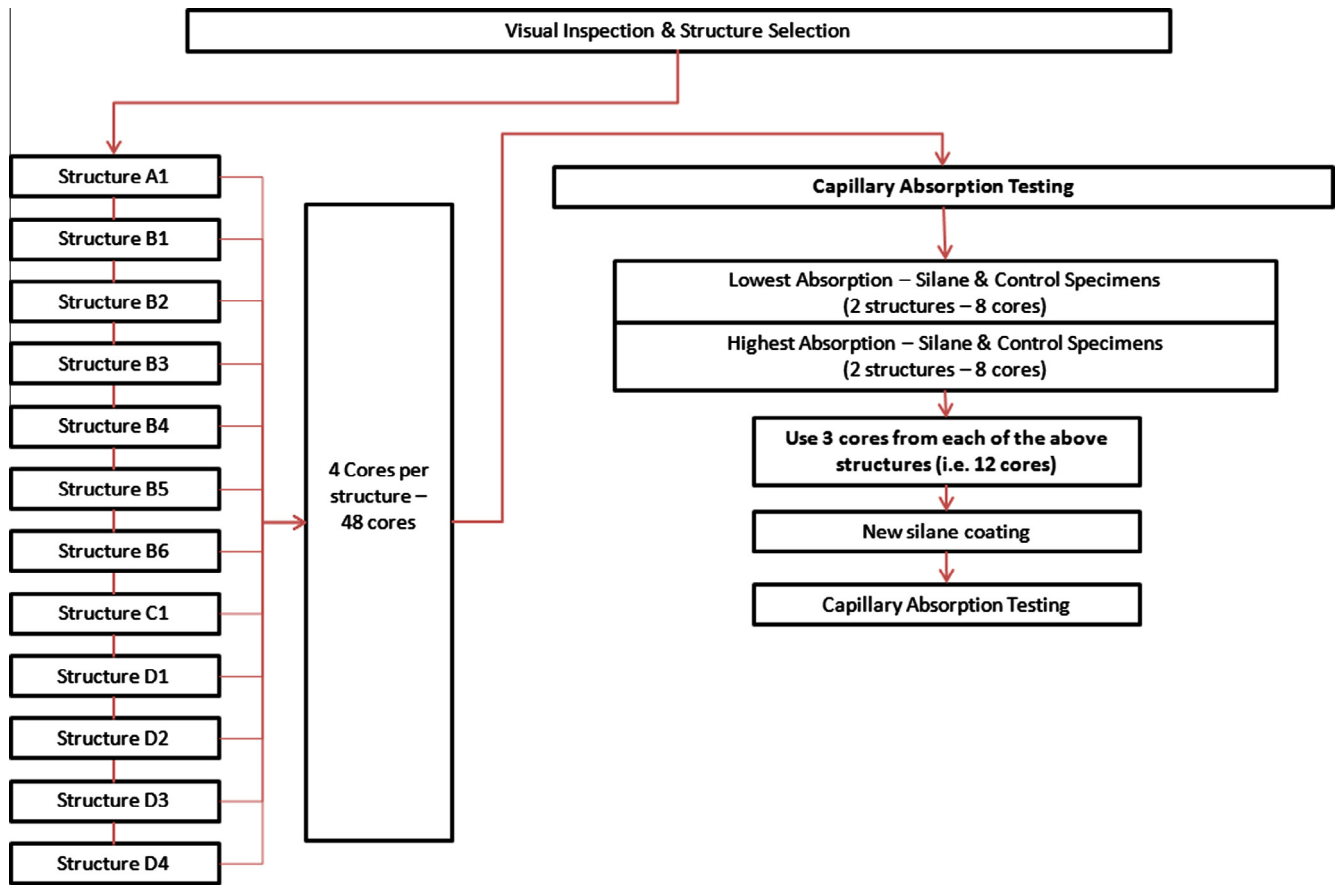 Visual Inspection & Structure Selection
Structure A1
Structure B1
Structure B2
Structure B3
Structure B4
Structure B5
Structure B6
Structure C1
Structure D1
Structure D2
Structure D3
Structure D4
4 Cores per
structure –
48 cores
Capillary Absorption Testing
Lowest Absorption – Silane & Control Specimens
(2 structures – 8 cores)
Highest Absorption – Silane & Control Specimens
(2 structures – 8 cores)
Use 3 cores from each of the above
structures (i.e. 12 cores)
New silane coating
Capillary Absorption Testing